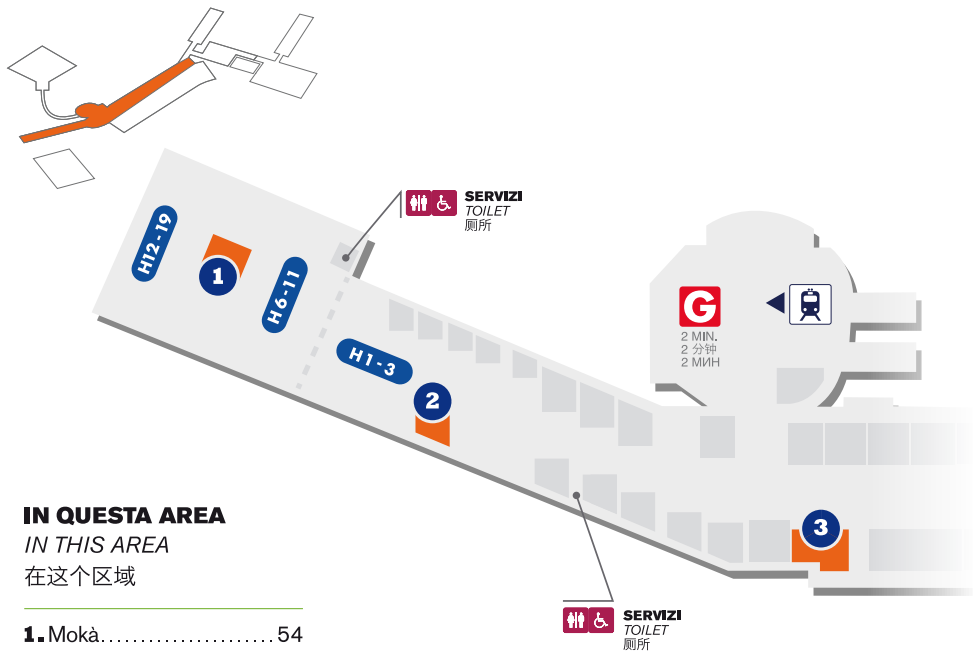 SERVIZI
TOILET
厕所
H12-19
1
H6-11
H1-3
2
G
2 MIN.
2 分钟
2 МИН
3
IN QUESTA AREA
IN THIS AREA
在这个区域
1. Mokà......................54
SERVIZI
TOILET
厕所